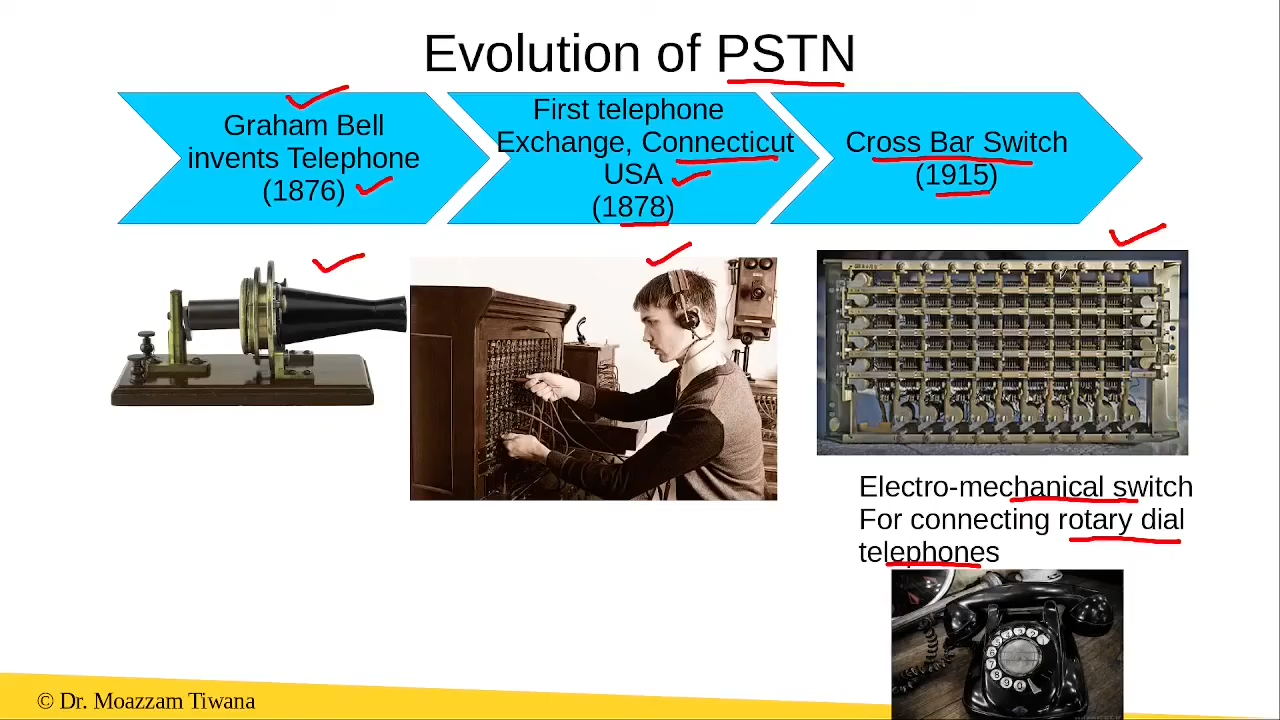 Evolution of PSTN
Graham Bell
invents Telephone
(1876)
First telephone
Exchange, Connecticut
USA
(1878)
Cross Bar Switch
(1915)
Electro-mechanical switch
For connecting rotary dial
telephones
© Dr. Moazzam Tiwana